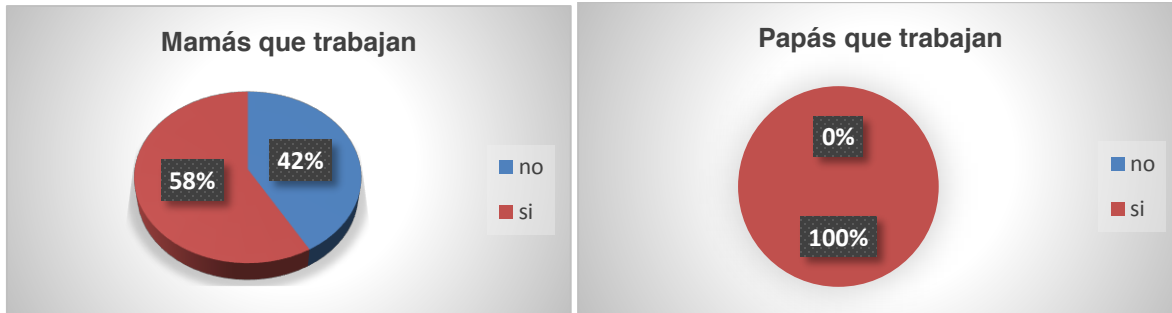 Mamás que trabajan
42%
58%
no
si
Papás que trabajan
0%
100%
no
si